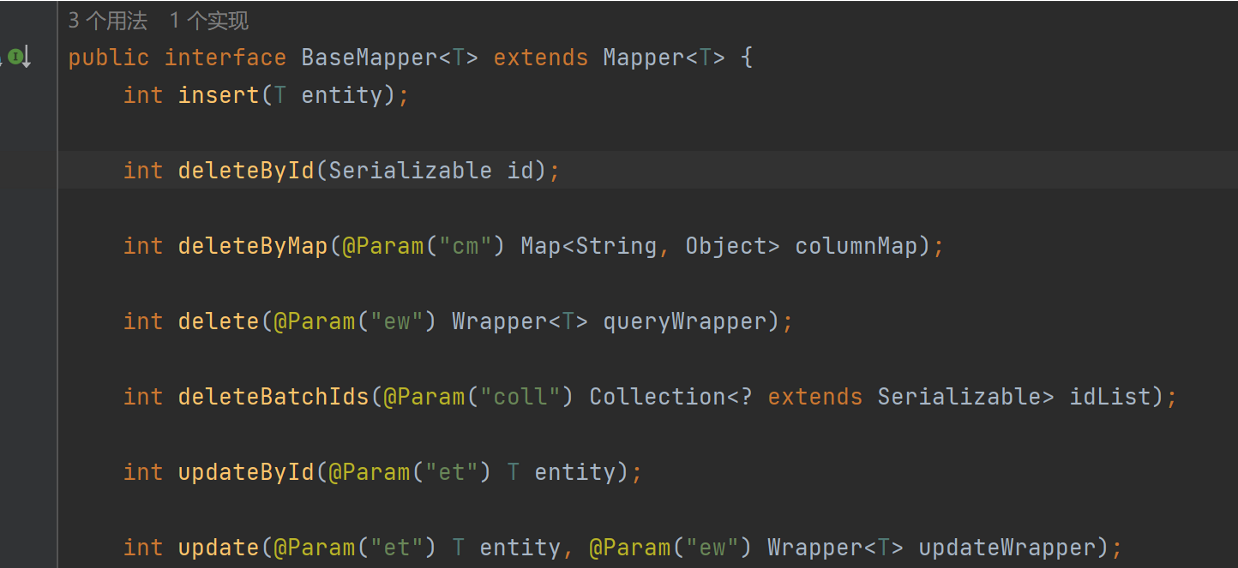 3 个用法 1 个实现
public interface BaseMapper<T> extends Mapper<T> {
int insert(T entity);
int deleteById(Serializable id);
int deleteByMap(@Param("cm") Map<String, Object> columnMap);
int delete(@Param("ew") Wrapper<T> queryWrapper);
int deleteBatchIds(@Param("coll") Collection<? extends Serializable> idList);
int updateById(@Param("et") T entity);
int update(@Param("et") T entity, @Param("ew") Wrapper<T> updateWrapper);